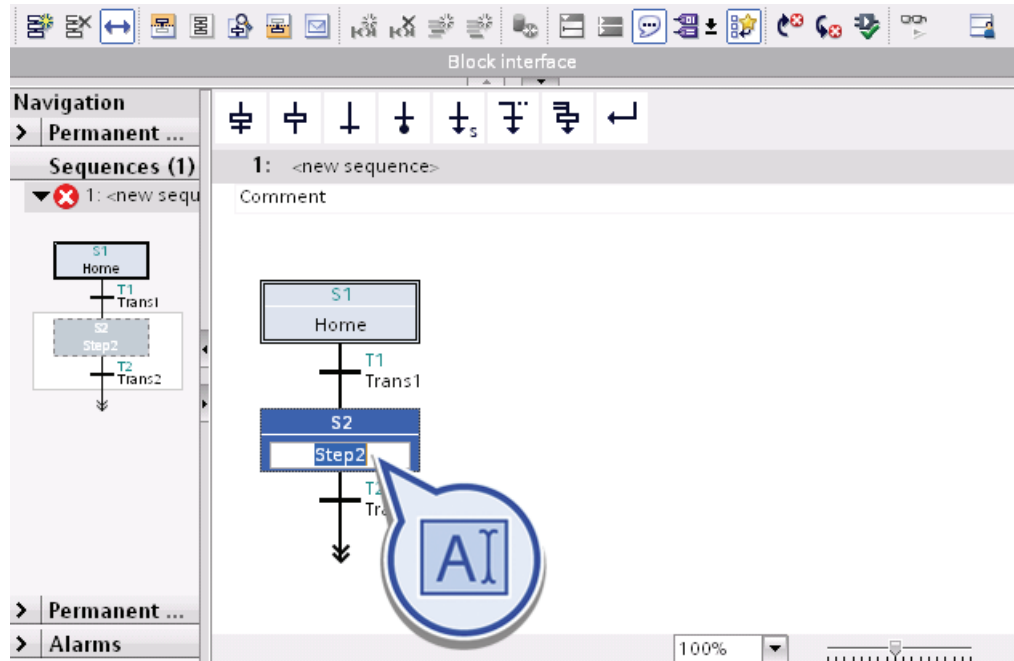 Block interface
Navigation
Permanent ...
Sequences (1)
1: <new sequ
S1
Home
T1
Trans1
S2
Step2
T2
Trans2
Permanent ...
Alarms
s
1: <new sequence>
Comment
S1
Home
T1
Trans1
S2
Step2
T2
Tra
A
100%